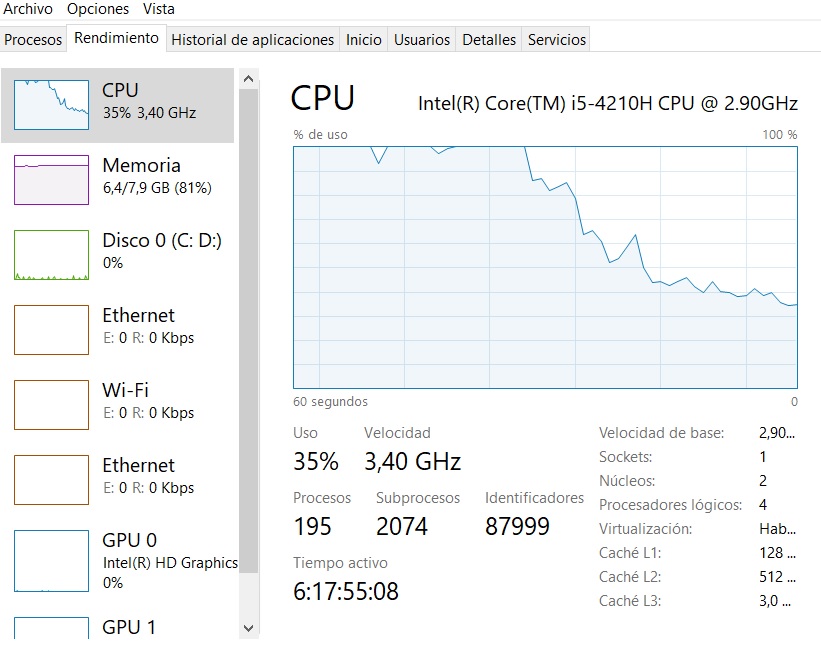 Archivo Opciones Vista
Procesos Rendimiento Historial de aplicaciones Inicio Usuarios Detalles Servicios
CPU
35% 3,40 GHz
Memoria
6,4/7,9 GB (81%)
Disco 0 (C: D:)
0%
Ethernet
E: 0 R: 0 Kbps
Wi-Fi
E: 0 R: 0 Kbps
Ethernet
E: 0 R: 0 Kbps
GPU 0
Intel(R) HD Graphics
0%
GPU 1
CPU Intel(R) Core(TM) i5-4210H CPU @ 2.90GHz
% de uso 100 %
60 segundos 0
Uso Velocidad
35% 3,40 GHz
Procesos Subprocesos Identificadores
195 2074 87999
Tiempo activo
6:17:55:08
Velocidad de base: 2,90...
Sockets: 1
Núcleos: 2
Procesadores lógicos: 4
Virtualización: Hab...
Caché L1: 128 ...
Caché L2: 512 ...
Caché L3: 3,0 ...